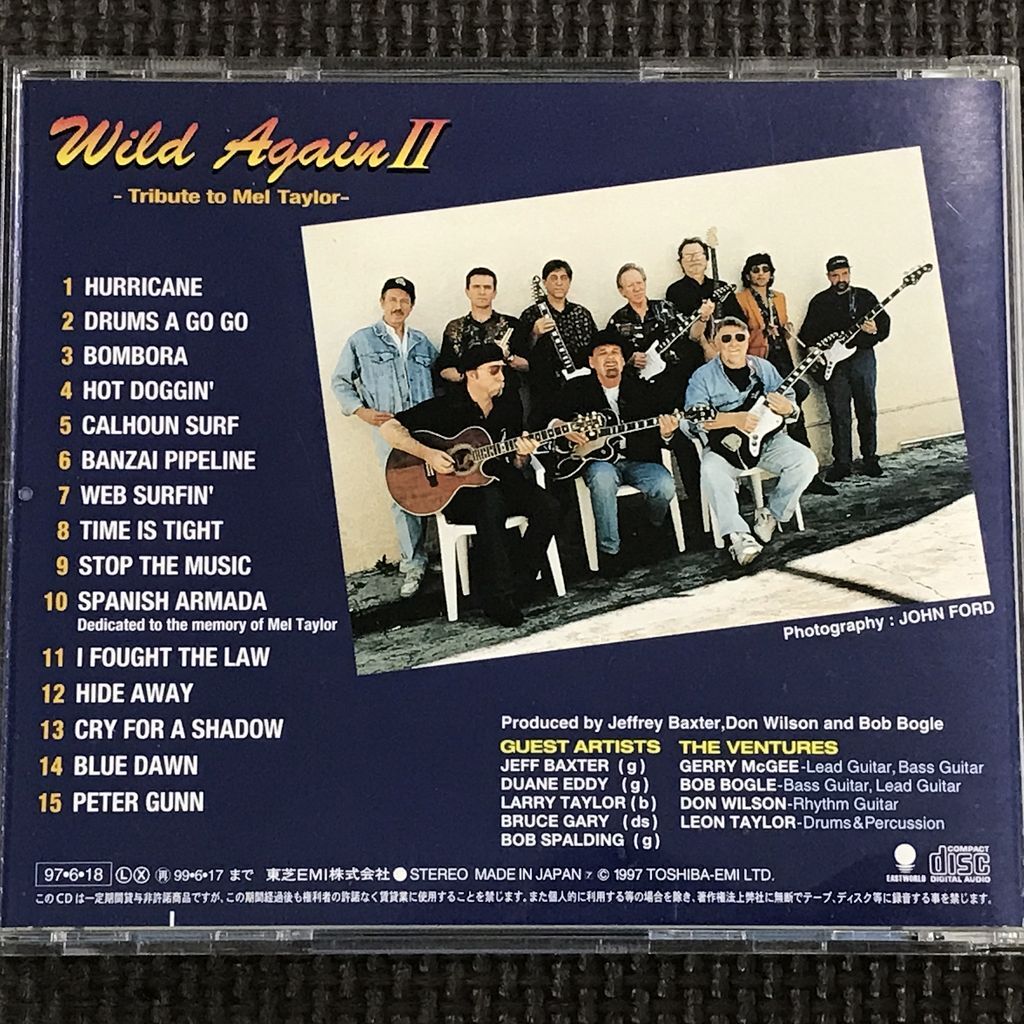 Wild Again II
- Tribute to Mel Taylor-
1 HURRICANE
2 DRUMS A GO GO
3 BOMBORA
4 HOT DOGGIN'
5 CALHOUN SURF
6 BANZAI PIPELINE
7 WEB SURFIN'
8 TIME IS TIGHT
9 STOP THE MUSIC
10 SPANISH ARMADA
Dedicated to the memory of Mel Taylor
11 I FOUGHT THE LAW
12 HIDE AWAY
13 CRY FOR A SHADOW
14 BLUE DAWN
15 PETER GUNN
Photography : JOHN FORD
Produced by Jeffrey Baxter,Don Wilson and Bob Bogle
GUEST ARTISTS
JEFF BAXTER (g)
DUANE EDDY (g)
LARRY TAYLOR (b)
BRUCE GARY (ds)
BOB SPALDING (g)
THE VENTURES
GERRY McGEE-Lead Guitar, Bass Guitar
BOB BOGLE-Bass Guitar, Lead Guitar
DON WILSON-Rhythm Guitar
LEON TAYLOR-Drums&Percussion
EASTWORLD
COMPACT
disc
DIGITAL AUDIO
97•6•18 Ⓛ Ⓧ 再 99•6•17 まで 東芝EMI株式会社 ● STEREO MADE IN JAPAN © 1997 TOSHIBA-EMI LTD.
このCDは一定期間貸与非許諾商品ですが、この期間経過後も権利者の許諾なく賃貸業に使用することを禁じます。また個人的に利用する等の場合を除き、著作権法上弊社に無断でテープ、ディスク等に録音する事を禁じます。